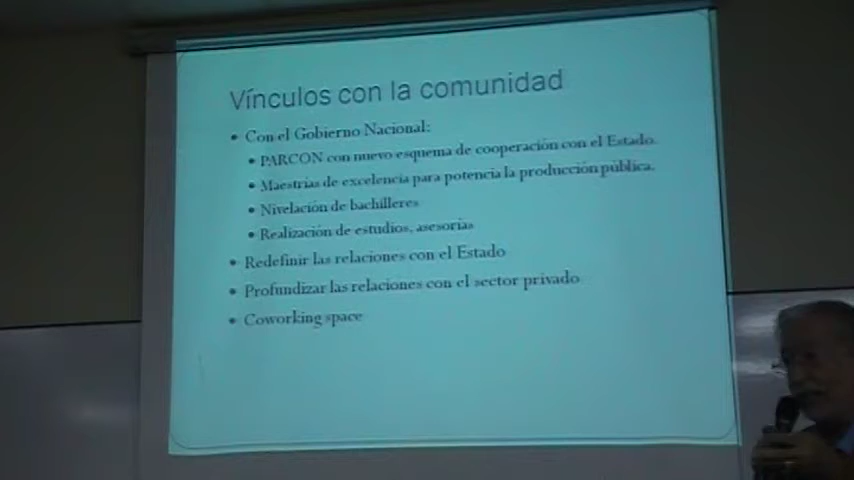 Vínculos con la comunidad
• Con el Gobierno Nacional:
• PARCON con nuevo esquema de cooperación con el Estado.
• Maestrías de excelencia para potencia la producción pública.
• Nivelación de bachilleres
• Realización de estudios, asesorías
• Redefinir las relaciones con el Estado
• Profundizar las relaciones con el sector privado
• Coworking space